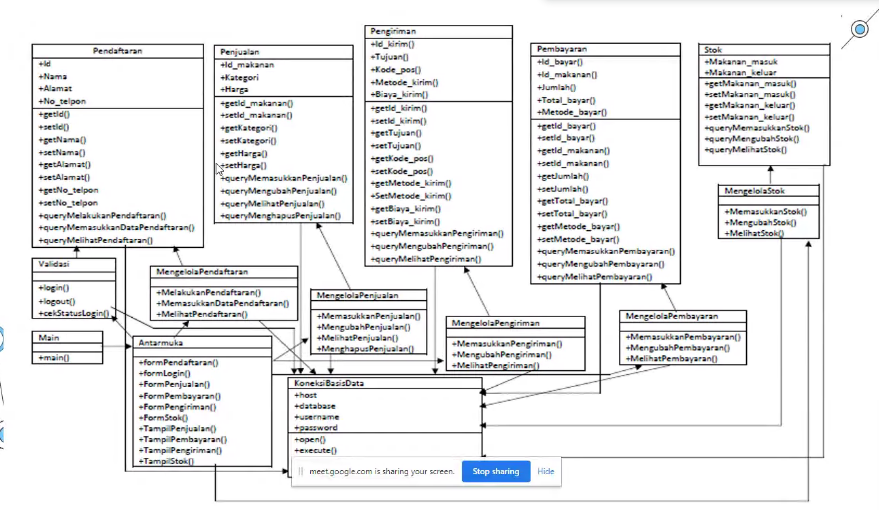 Pendaftaran
+Id
+Nama
+Alamat
+No_telpon
+getId()
+setId()
+getNama()
+setNama()
+getAlamat()
+setAlamat()
+getNo_telpon
+setNo_telpon
+queryMelakukanPendaftaran()
+queryMemasukkanDataPendaftaran()
+queryMelihatPendaftaran()
Penjualan
+Id_makanan
+Kategori
+Harga
+getId_makanan()
+setId_makanan()
+getKategori()
+setKategori()
+getHarga()
+setHarga()
+queryMemasukkanPenjualan()
+queryMengubahPenjualan()
+queryMelihatPenjualan()
+queryMenghapusPenjualan()
Pengiriman
+Id_kirim()
+Tujuan()
+Kode_pos()
+Metode_kirim()
+Biaya_kirim()
+getId_kirim()
+setId_kirim()
+getTujuan()
+setTujuan()
+getKode_pos()
+setKode_pos()
+getMetode_kirim()
+SetMetode_kirim()
+getBiaya_kirim()
+setBiaya_kirim()
+queryMemasukkanPengiriman()
+queryMengubahPengiriman()
+queryMelihatPengiriman()
Pembayaran
+Id_bayar()
+Id_makanan()
+Jumlah()
+Total_bayar()
+Metode_bayar()
+getId_bayar()
+setId_bayar()
+getId_makanan()
+setId_makanan()
+getJumlah()
+setJumlah()
+getTotal_bayar()
+setTotal_bayar()
+getMetode_bayar()
+setMetode_bayar()
+queryMemasukkanPembayaran()
+queryMengubahPembayaran()
+queryMelihatPembayaran()
Stok
+Makanan_masuk
+Makanan_keluar
+getMakanan_masuk()
+setMakanan_masuk()
+getMakanan_keluar()
+setMakanan_keluar()
+queryMemasukkanStok()
+queryMengubahStok()
+queryMelihatStok()
MengelolaStok
+MemasukkanStok()
+MengubahStok()
+MelihatStok()
Validasi
+login()
+logout()
+cekStatusLogin()
MengelolaPendaftaran
+MelakukanPendaftaran()
+MemasukkanDataPendaftaran()
+MelihatPendaftaran()
MengelolaPenjualan
+MemasukkanPenjualan()
+MengubahPenjualan()
+MelihatPenjualan()
+MenghapusPenjualan()
MengelolaPengiriman
+MemasukkanPengiriman()
+MengubahPengiriman()
+MelihatPengiriman()
MengelolaPembayaran
+MemasukkanPembayaran()
+MengubahPembayaran()
+MelihatPembayaran()
Main
+main()
Antarmuka
+formPendaftaran()
+formLogin()
+FormPenjualan()
+FormPembayaran()
+FormPengiriman()
+FormStok()
+TampilPenjualan()
+TampilPembayaran()
+TampilPengiriman()
+TampilStok()
KoneksiBasisData
+host
+database
+username
+password
+open()
+execute()
meet.google.com is sharing your screen. Stop sharing Hide